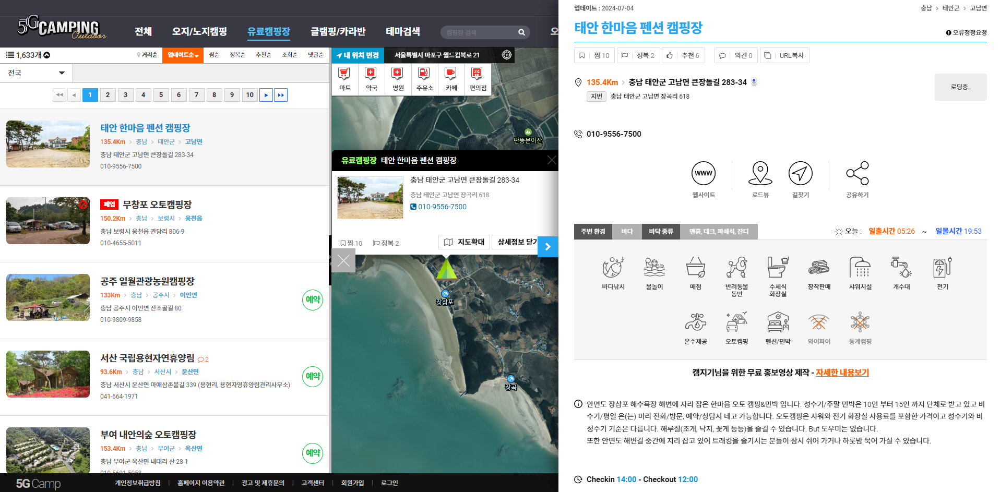 5G CAMPING Outdoor
전체
오지/노지캠핑
유료캠핑장
글램핑/카라반
테마검색
캠핑장 검색
오
1,633개
거리순
업데이트순
찜순
정복순
추천순
조회순
댓글순
전국
1 2 3 4 5 6 7 8 9 10
태안 한마음 펜션 캠핑장
135.4Km > 충남 > 태안군 > 고남면
충남 태안군 고남면 큰장돌길 283-34
010-9556-7500
폐업 무창포 오토캠핑장
150.2Km > 충남 > 보령시 > 웅천읍
충남 보령시 웅천읍 관당리 806-9
010-4655-5011
공주 일월관광농원캠핑장
133Km > 충남 > 공주시 > 이인면
충남 공주시 이인면 산소골길 80
010-9809-9858
예약
서산 국립용현자연휴양림 2
93.6Km > 충남 > 서산시 > 운산면
충남 서산시 운산면 마애삼존불길 339 (용현리, 용현자영휴양림관리사무소)
041-664-1971
예약
부여 내안의숲 오토캠핑장
153.4Km > 충남 > 부여군 > 옥산면
충남 부여군 옥산면 내대리 산 28-1
010-5691-5058
예약
내 위치 변경
서울특별시 마포구 월드컵북로 21
마트
약국
병원
주유소
카페
24
편의점
딴똥문이산
© kakao
유료캠핑장 태안 한마음 펜션 캠핑장
충남 태안군 고남면 큰장돌길 283-34
충남 태안군 고남면 장곡리 618
010-9556-7500
찜 10
정복 2
지도확대
상세정보 닫기
장삼포
© kakao
장곡
© kakao
5G Camp
개인정보취급방침 | 홈페이지 이용약관 | 광고 및 제휴문의 | 고객센터 | 회원가입 | 로그인
업데이트 : 2024-07-04
충남 > 태안군 > 고남면
태안 한마음 펜션 캠핑장
오류정정요청
찜 10
정복 2
추천 6
의견 0
URL복사
135.4Km > 충남 태안군 고남면 큰장돌길 283-34
지번 충남 태안군 고남면 장곡리 618
로딩중..
010-9556-7500
www
웹사이트
로드뷰
길찾기
공유하기
주변 환경
바다
바닥 종류
맨흙, 데크, 파쇄석, 잔디
오늘 : 일출시간 05:26 ~ 일몰시간 19:53
바다낚시
물놀이
매점
반려동물
동반
수세식
화장실
장작판매
샤워시설
개수대
전기
온수제공
오토캠핑
펜션/민박
와이파이
동계캠핑
캠지기님을 위한 무료 홍보영상 제작 - 자세한 내용보기
안면도 장삼포 해수욕장 해변에 자리 잡은 한마음 오토 캠핑&민박 입니다. 성수기/주말 민박은 10인 부터 15인 까지 단체로 받고 있고 비
수기/평일 은(는) 미리 전화/방문, 예약/상담시 네고 가능합니다. 오토캠핑은 샤워와 전기 화장실 사용료를 포함한 가격이고 성수기와 비
성수기 기준은 다릅니다. 해루질(조개, 낙지, 꽃게 등등)을 즐길 수 있습니다. But 도우미는 없습니다.
또한 안면도 해변길 중간에 자리 잡고 있어 트래킹을 즐기시는 분들이 잠시 쉬어 가거나 하룻밤 묵어 가실 수 있습니다.
Checkin 14:00 - Checkout 12:00